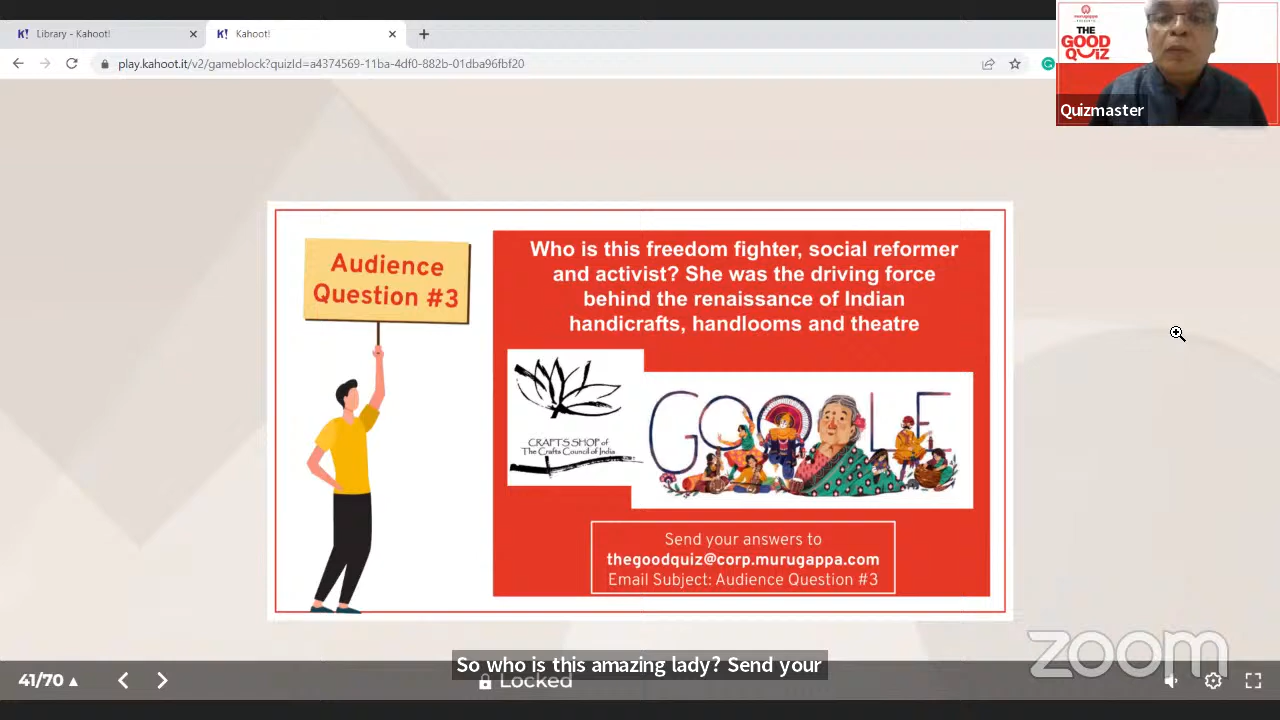 Library - Kahoot!
Kahoot!
play.kahoot.it/v2/gameblock?quizId=a4374569-11ba-4df0-882b-01dba96fbf20
murugappa
THE
GOOD
QUIZ
Quizmaster
Audience
Question #3
Who is this freedom fighter, social reformer
and activist? She was the driving force
behind the renaissance of Indian
handicrafts, handlooms and theatre
CRAFTS SHOP of
The Crafts Council of India
GOOGLE
Send your answers to
thegoodquiz@corp.murugappa.com
Email Subject: Audience Question #3
So who is this amazing lady? Send your
41/70
Locked
zoom